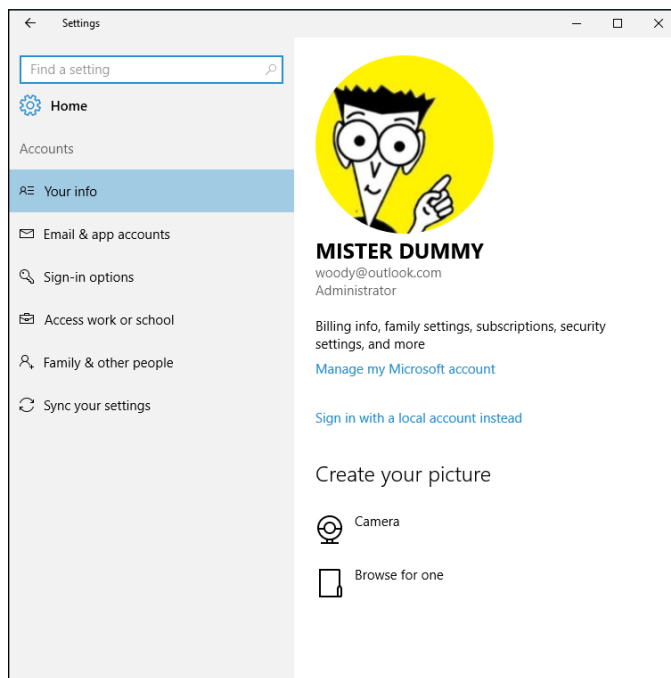 Settings
Find a setting
Home
Accounts
Your info
Email & app accounts
Sign-in options
Access work or school
Family & other people
Sync your settings
MISTER DUMMY
woody@outlook.com
Administrator
Billing info, family settings, subscriptions, security
settings, and more
Manage my Microsoft account
Sign in with a local account instead
Create your picture
Camera
Browse for one